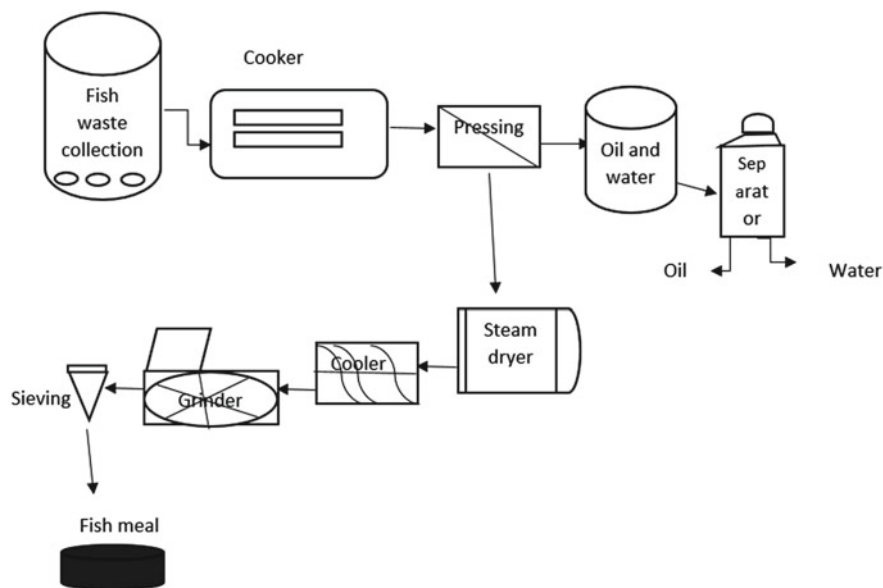 Cooker
Fish
waste
collection
Pressing
Oil and
water
Sep
arat
or
Oil
Water
Steam
dryer
Cooler
Grinder
Sieving
Fish meal